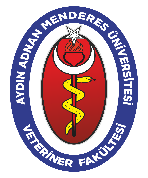 AYDIN ADNAN MENDERES ÜNİVERSİTESİ
VETERİNER FAKÜLTESİ